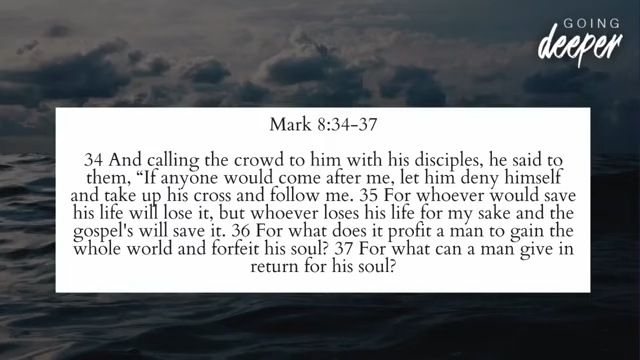 GOING
deeper
Mark 8:34-37
34 And calling the crowd to him with his disciples, he said to
them, “If anyone would come after me, let him deny himself
and take up his cross and follow me. 35 For whoever would save
his life will lose it, but whoever loses his life for my sake and the
gospel's will save it. 36 For what does it profit a man to gain the
whole world and forfeit his soul? 37 For what can a man give in
return for his soul?